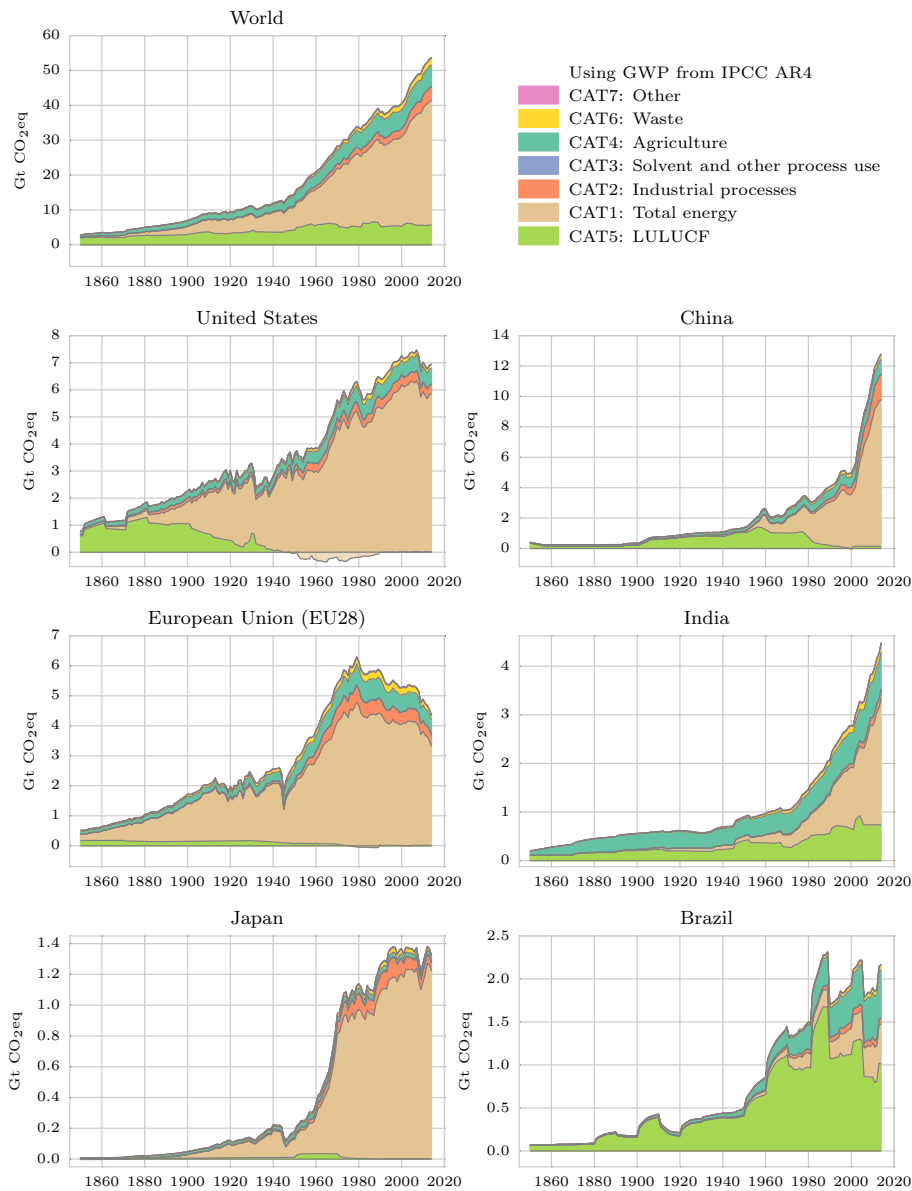 World
60
50
40
30
20
10
0
Gt CO₂eq
1860 1880 1900 1920 1940 1960 1980 2000 2020
Using GWP from IPCC AR4
CAT7: Other
CAT6: Waste
CAT4: Agriculture
CAT3: Solvent and other process use
CAT2: Industrial processes
CAT1: Total energy
CAT5: LULUCF
United States
8
7
6
5
4
3
2
1
0
Gt CO₂eq
1860 1880 1900 1920 1940 1960 1980 2000 2020
China
14
12
10
8
6
4
2
0
Gt CO₂eq
1860 1880 1900 1920 1940 1960 1980 2000 2020
European Union (EU28)
7
6
5
4
3
2
1
0
Gt CO₂eq
1860 1880 1900 1920 1940 1960 1980 2000 2020
India
4
3
2
1
0
Gt CO₂eq
1860 1880 1900 1920 1940 1960 1980 2000 2020
Japan
1.4
1.2
1.0
0.8
0.6
0.4
0.2
0.0
Gt CO₂eq
1860 1880 1900 1920 1940 1960 1980 2000 2020
Brazil
2.5
2.0
1.5
1.0
0.5
0.0
Gt CO₂eq
1860 1880 1900 1920 1940 1960 1980 2000 2020